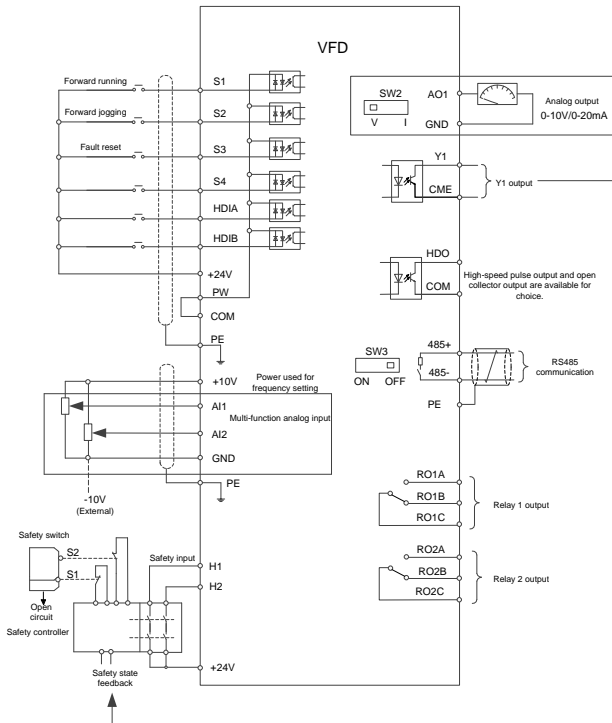 VFD
Forward running
S1
Forward jogging
S2
Fault reset
S3
S4
HDIA
HDIB
+24V
PW
COM
PE
SW2
V I
AO1
GND
Analog output
0-10V/0-20mA
Y1
CME
Y1 output
HDO
COM
High-speed pulse output and open
collector output are available for
choice.
SW3
ON OFF
485+
485-
PE
RS485
communication
+10V
Power used for
frequency setting
AI1
Multi-function analog input
AI2
GND
PE
-10V
(External)
RO1A
RO1B
RO1C
Relay 1 output
RO2A
RO2B
RO2C
Relay 2 output
Safety switch
S2
S1
Open
circuit
Safety controller
Safety input
H1
H2
+24V
Safety state
feedback